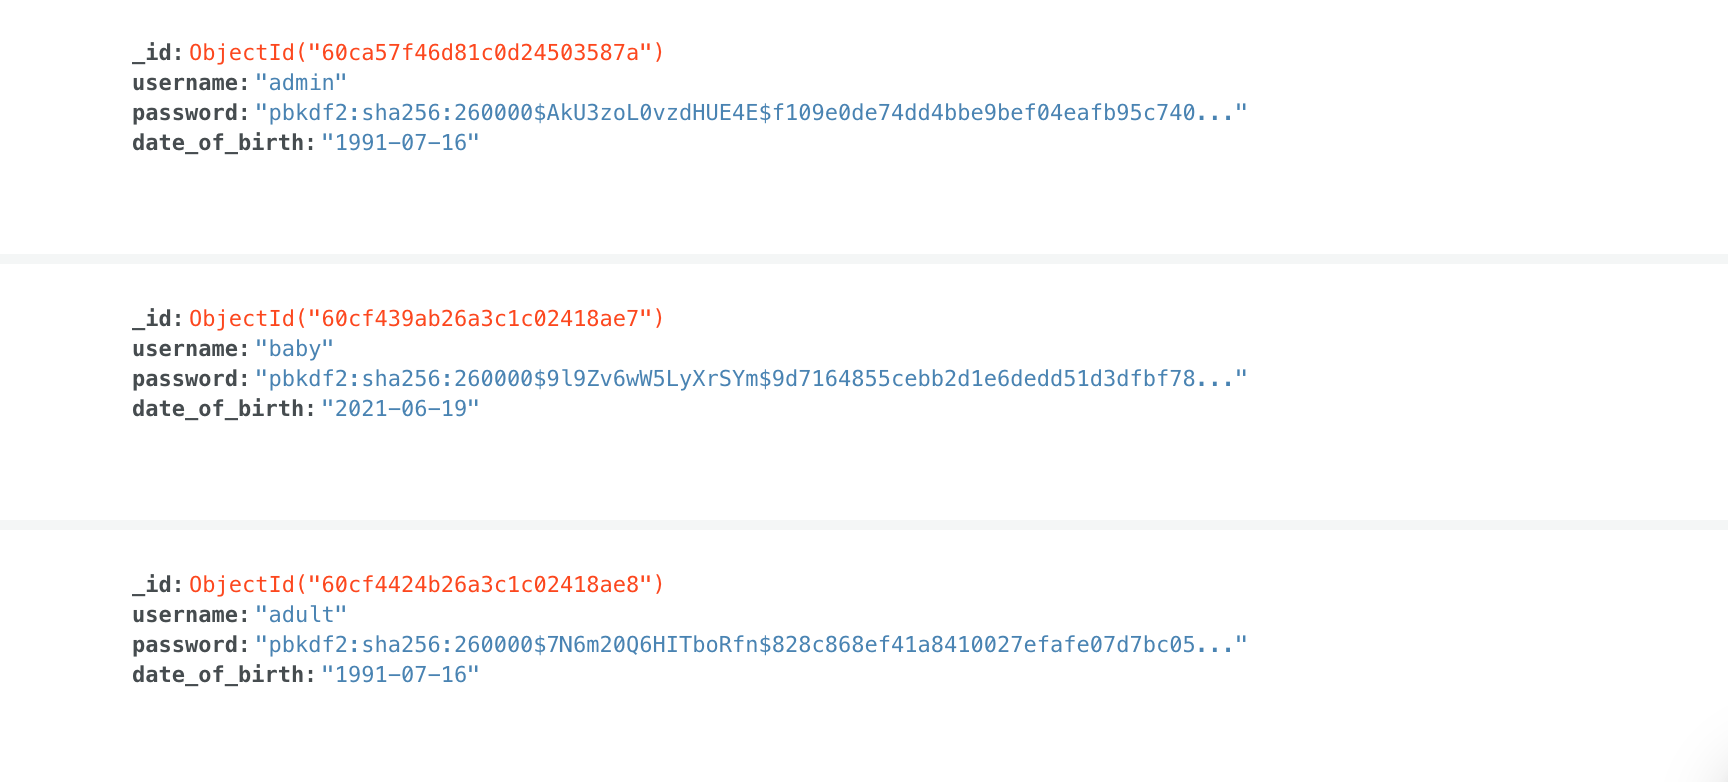 _id: ObjectId("60ca57f46d81c0d24503587a")
username: "admin"
password: "pbkdf2:sha256:260000$AkU3zoL0vzdHUE4E$f109e0de74dd4bbe9bef04eafb95c740..."
date_of_birth: "1991-07-16"
_id: ObjectId("60cf439ab26a3c1c02418ae7")
username: "baby"
password: "pbkdf2:sha256:260000$9l9Zv6wW5LyXrSYm$9d7164855cebb2d1e6dedd51d3dfbf78..."
date_of_birth: "2021-06-19"
_id: ObjectId("60cf4424b26a3c1c02418ae8")
username: "adult"
password: "pbkdf2:sha256:260000$7N6m20Q6HITboRfn$828c868ef41a8410027efafe07d7bc05..."
date_of_birth: "1991-07-16"